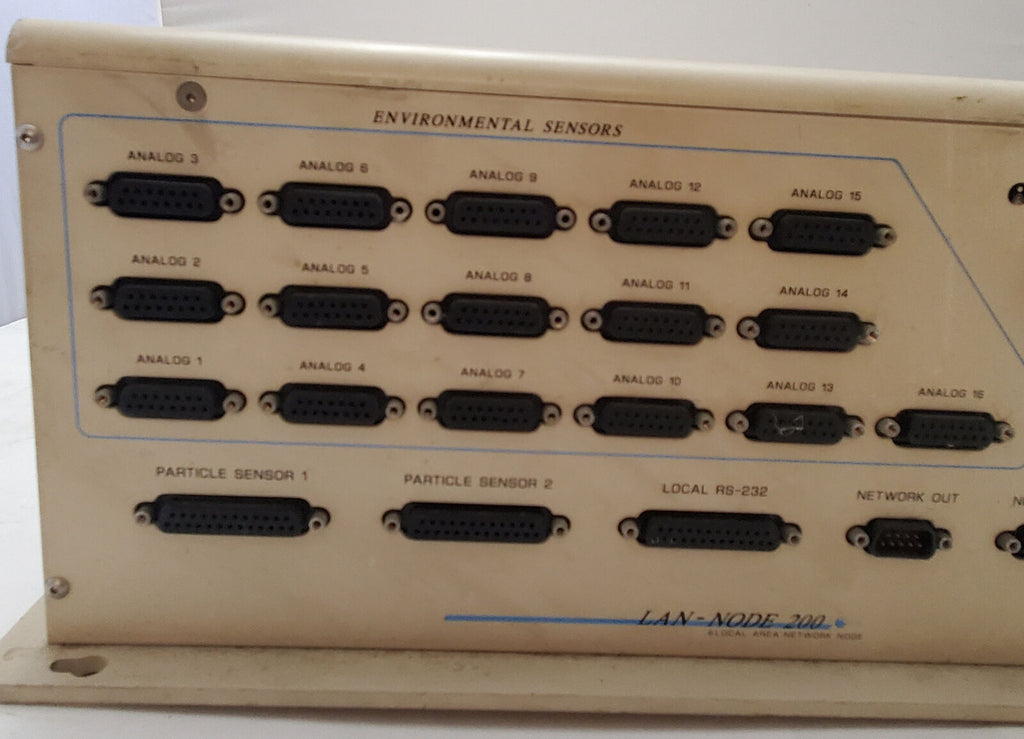 ENVIRONMENTAL SENSORS
ANALOG 3 ANALOG 6 ANALOG 9 ANALOG 12 ANALOG 15
ANALOG 2 ANALOG 5 ANALOG 8 ANALOG 11 ANALOG 14
ANALOG 1 ANALOG 4 ANALOG 7 ANALOG 10 ANALOG 13 ANALOG 16
PARTICLE SENSOR 1 PARTICLE SENSOR 2 LOCAL RS-232 NETWORK OUT
LAN-NODE 200
LOCAL AREA NETWORK NODE